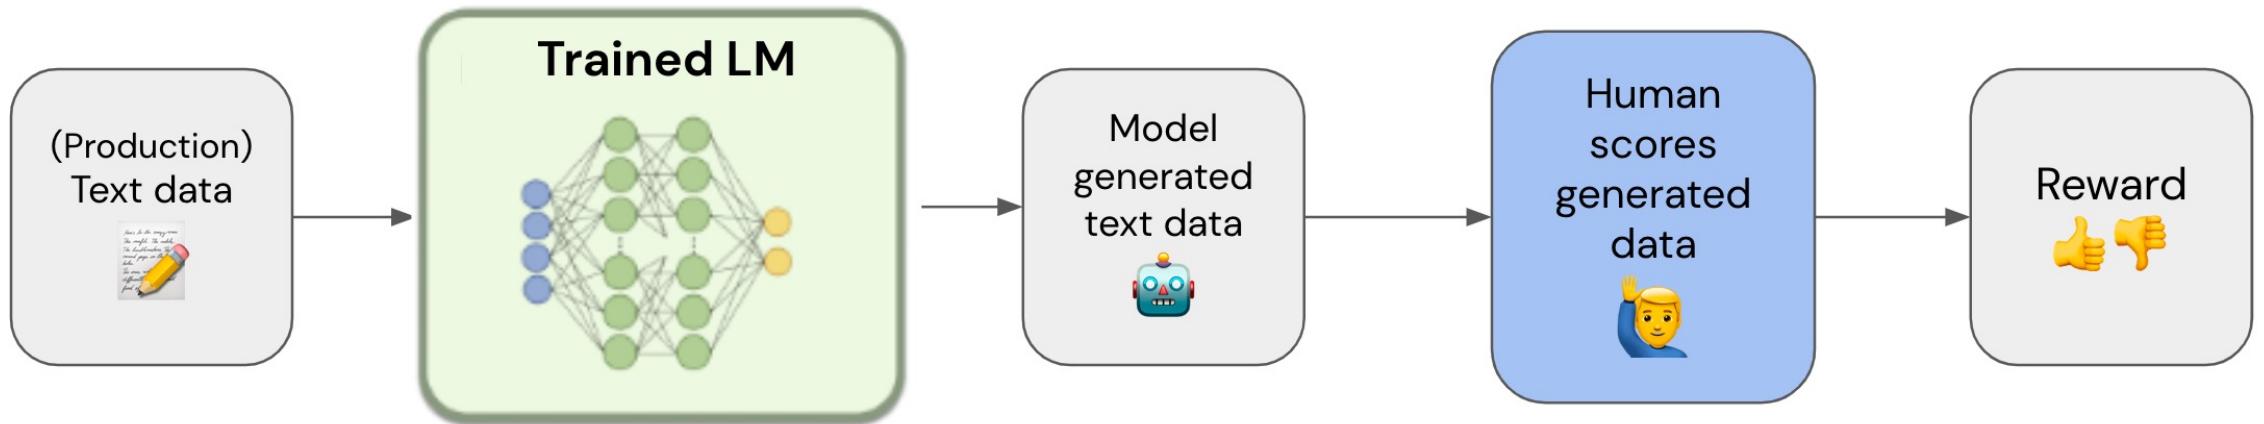 (Production)
Text data
Trained LM
Model
generated
text data
Human
scores
generated
data
Reward